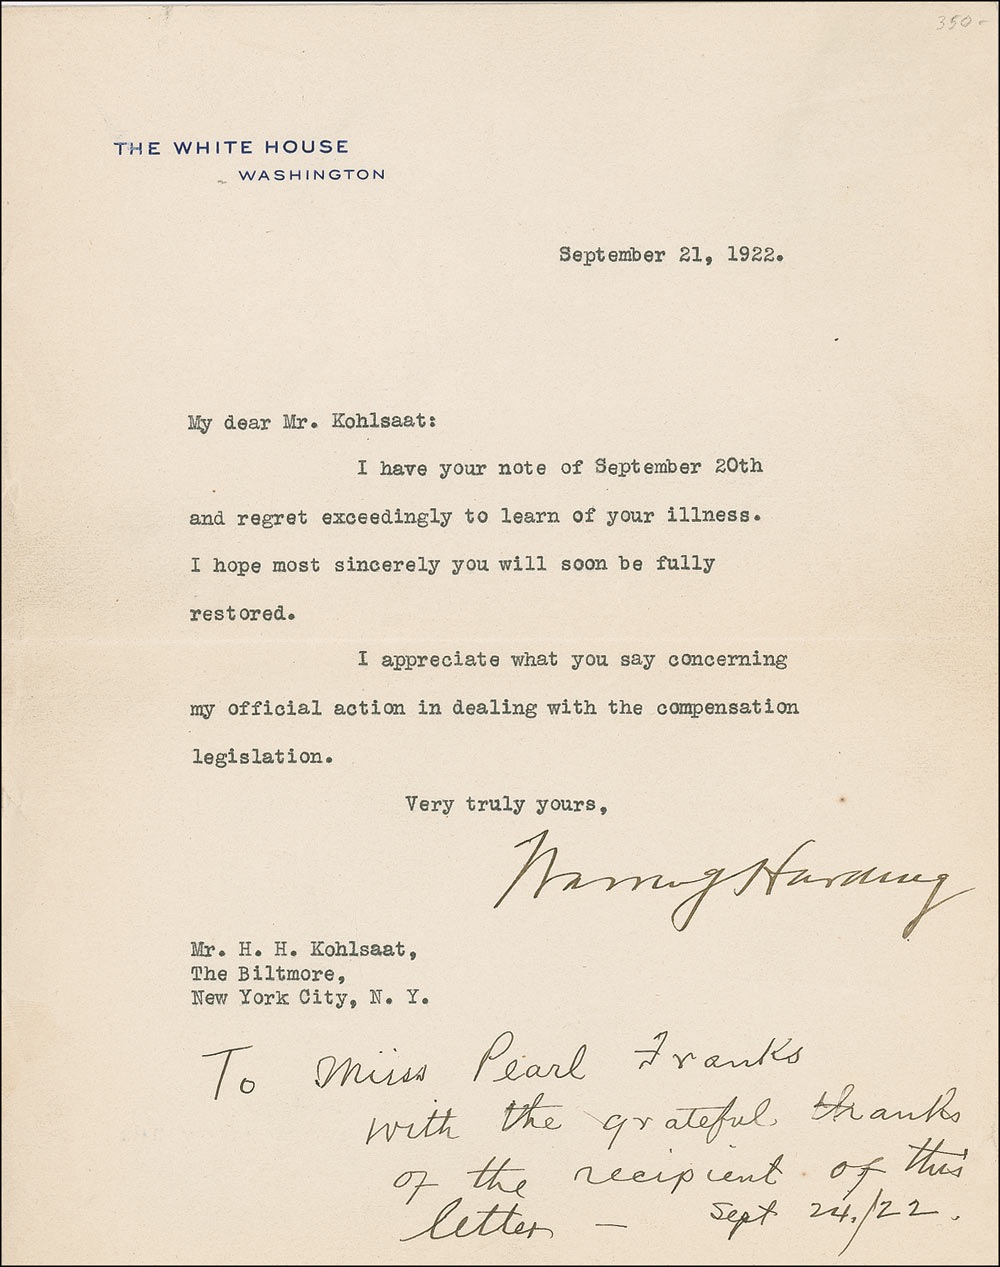 350-
THE WHITE HOUSE
WASHINGTON
September 21, 1922.
My dear Mr. Kohlsaat:
I have your note of September 20th
and regret exceedingly to learn of your illness.
I hope most sincerely you will soon be fully
restored.
I appreciate what you say concerning
my official action in dealing with the compensation
legislation.
Very truly yours,
Warren G Harding
Mr. H. H. Kohlsaat,
The Biltmore,
New York City, N. Y.
To Miss Pearl Franks
with the grateful thanks
of the recipient of this
letter — Sept 24./22.